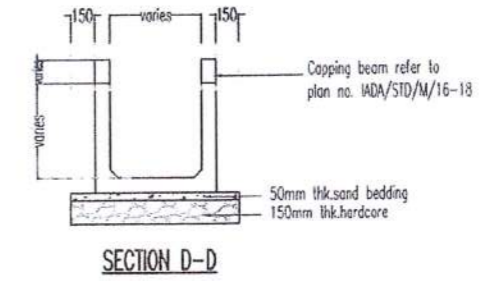 150 varies 150
varies
varies
Capping beam refer to
plan no. IADA/STD/M/16-18
50mm thk.sand bedding
150mm thk.hardcore
SECTION D-D